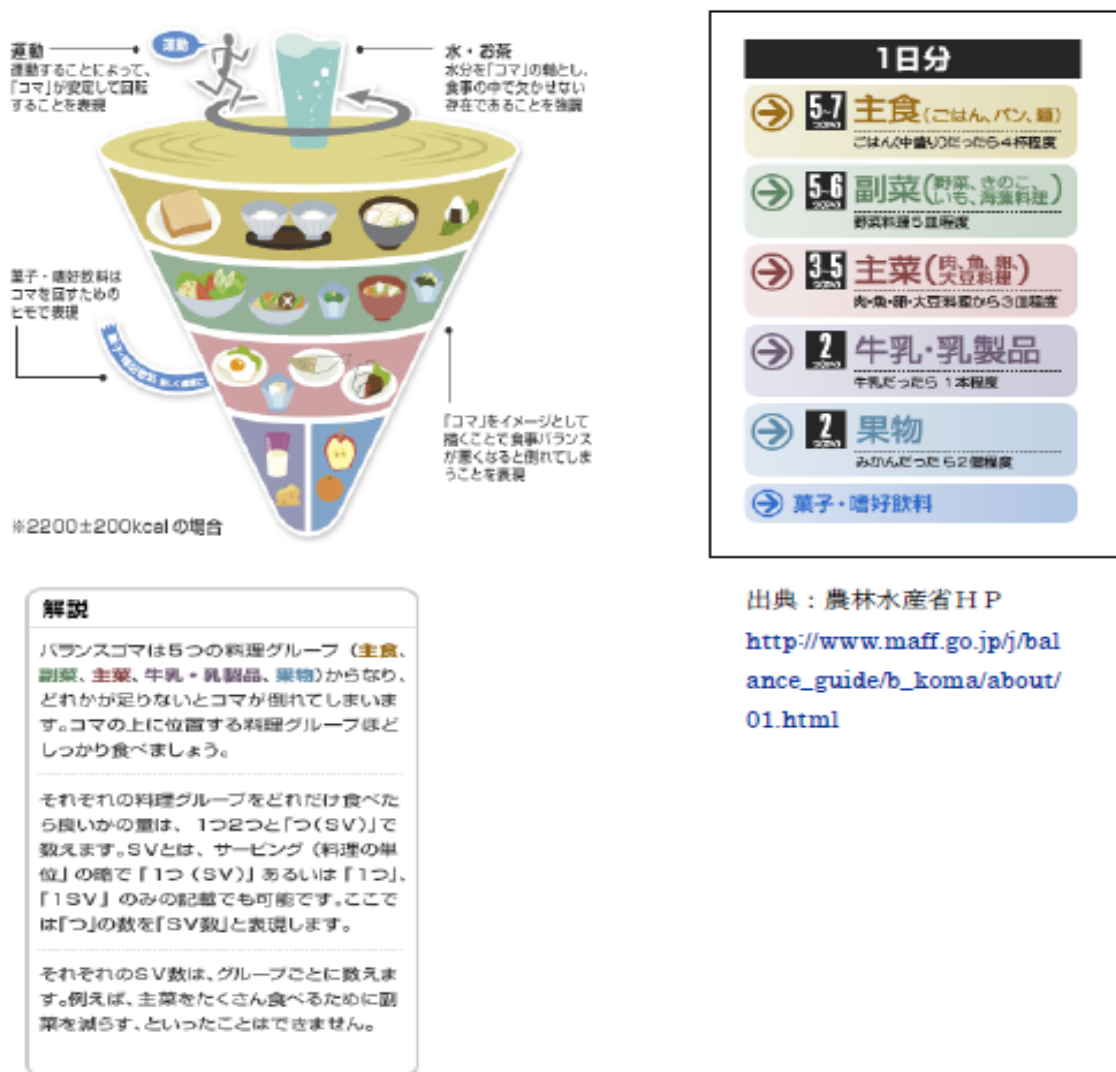 運動
運動することによって、
「コマ」が安定して回転
することを表現
運動
水・お茶
水分を「コマ」の軸とし、
食事の中で欠かせない
存在であることを強調
菓子・嗜好飲料は
コマを回すための
ヒモで表現
菓子・嗜好飲料 楽しく適度に
「コマ」をイメージとして
描くことで食事バランス
が悪くなると倒れてしま
うことを表現
※2200±200kcal の場合
1日分
5~7 つ(SV) 主食(ごはん、パン、麺)
ごはん(中盛り)だったら4杯程度
5~6 つ(SV) 副菜(野菜、きのこ、いも、海藻料理)
野菜料理5皿程度
3~5 つ(SV) 主菜(肉、魚、卵、大豆料理)
肉・魚・卵・大豆料理から3皿程度
2 つ(SV) 牛乳・乳製品
牛乳だったら 1本程度
2 つ(SV) 果物
みかんだったら2個程度
菓子・嗜好飲料
解説
バランスゴマは5つの料理グループ (主食、
副菜、主菜、牛乳・乳製品、果物)からなり、
どれかが足りないとコマが倒れてしまいま
す。コマの上に位置する料理グループほど
しっかり食べましょう。
それぞれの料理グループをどれだけ食べた
ら良いかの量は、 1つ2つと「つ(SV)」で
数えます。SVとは、サービング (料理の単
位」の略で「1つ (SV)」あるいは「1つ」、
「1SV」のみの記載でも可能です。ここで
は「つ」の数を「SV数」と表現します。
それぞれのSV数は、グループごとに数えま
す。例えば、主菜をたくさん食べるために副
菜を減らす、といったことはできません。
出典:農林水産省HP
http://www.maff.go.jp/j/bal
ance_guide/b_koma/about/
01.html